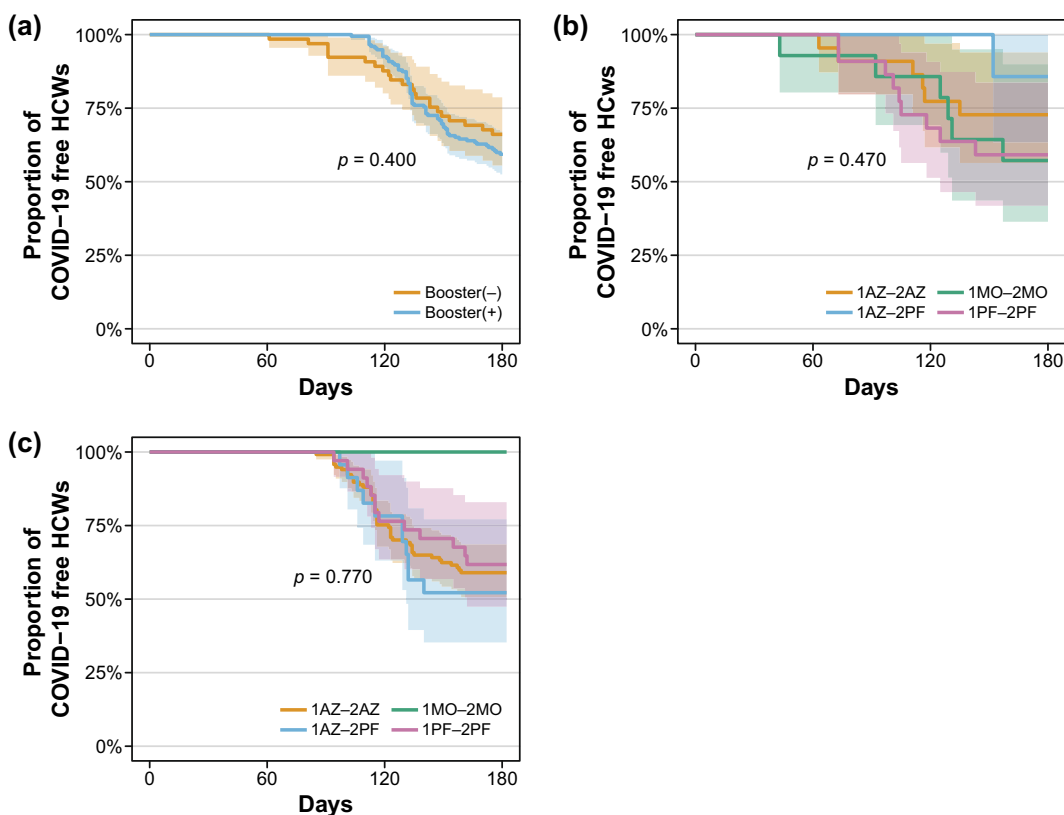 (a)
Proportion of
COVID−19 free HCWs
100%
75%
50%
25%
0%
p = 0.400
Booster(−)
Booster(+)
0 60 120 180
Days
(b)
Proportion of
COVID−19 free HCWs
100%
75%
50%
25%
0%
p = 0.470
1AZ−2AZ 1MO−2MO
1AZ−2PF 1PF−2PF
0 60 120 180
Days
(c)
Proportion of
COVID−19 free HCWs
100%
75%
50%
25%
0%
p = 0.770
1AZ−2AZ 1MO−2MO
1AZ−2PF 1PF−2PF
0 60 120 180
Days